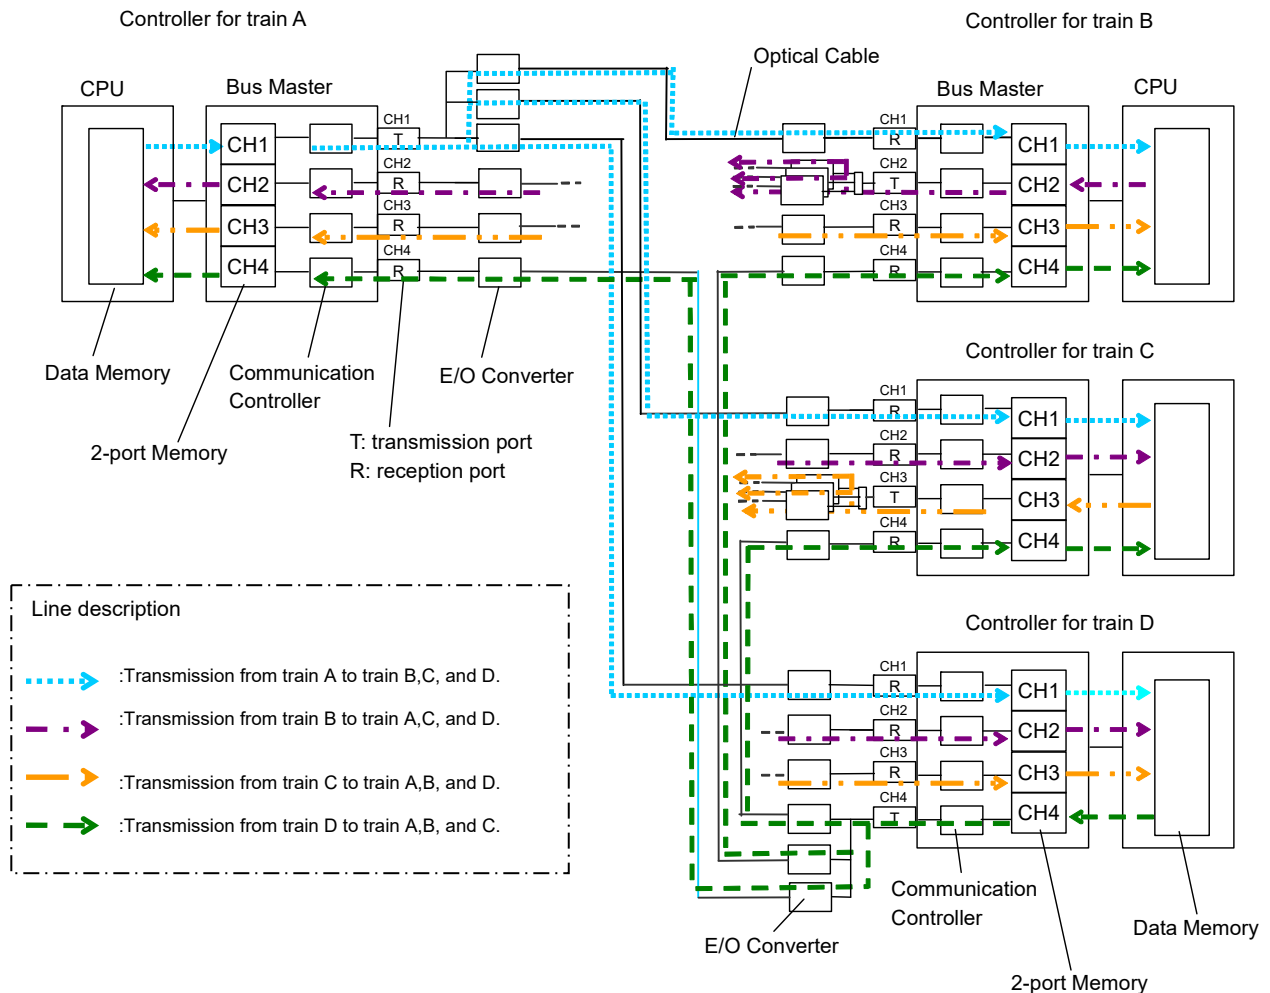 Controller for train A
CPU
Bus Master
CH1
CH2
CH3
CH4
CH1
T
CH2
R
CH3
R
CH4
R
Data Memory
2-port Memory
Communication
Controller
E/O Converter
T: transmission port
R: reception port
Optical Cable
Controller for train B
Bus Master
CPU
CH1
R
CH2
T
CH3
R
CH4
R
CH1
CH2
CH3
CH4
Controller for train C
CH1
R
CH2
R
CH3
T
CH4
R
CH1
CH2
CH3
CH4
Controller for train D
CH1
R
CH2
R
CH3
R
CH4
T
CH1
CH2
CH3
CH4
E/O Converter
Communication
Controller
2-port Memory
Data Memory
Line description
:Transmission from train A to train B,C, and D.
:Transmission from train B to train A,C, and D.
:Transmission from train C to train A,B, and D.
:Transmission from train D to train A,B, and C.